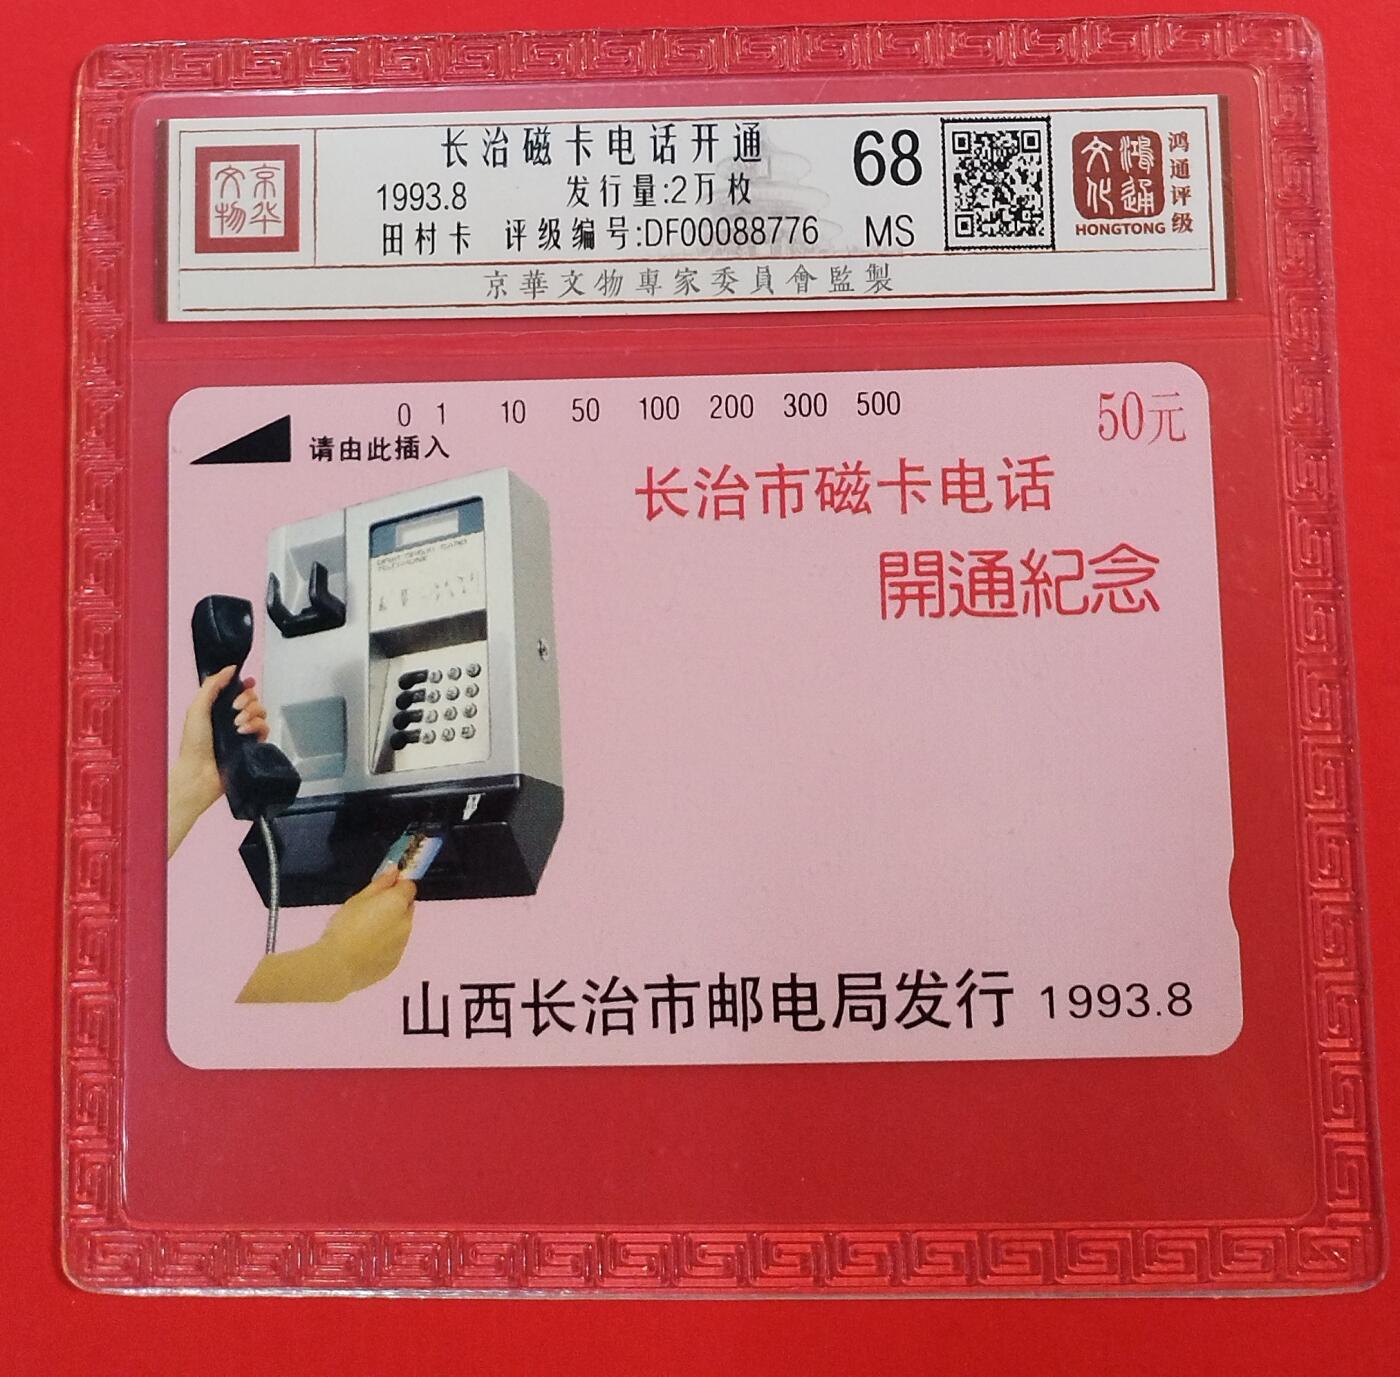 京华文物
长治磁卡电话开通
1993.8 发行量:2万枚
田村卡 评级编号:DF00088776
68
MS
鸿通文化
HONGTONG
鸿通评级
京華文物專家委員會監製
0 1 10 50 100 200 300 500
50元
请由此插入
长治市磁卡电话
開通紀念
山西长治市邮电局发行 1993.8